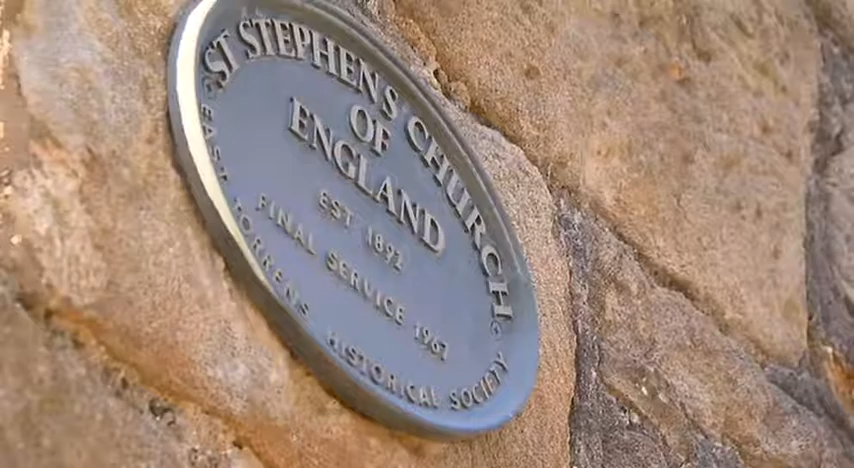 ST STEPHENS CHURCH
OF
ENGLAND
EST 1892
FINAL SERVICE 1967
EAST TORRENS HISTORICAL SOCIETY